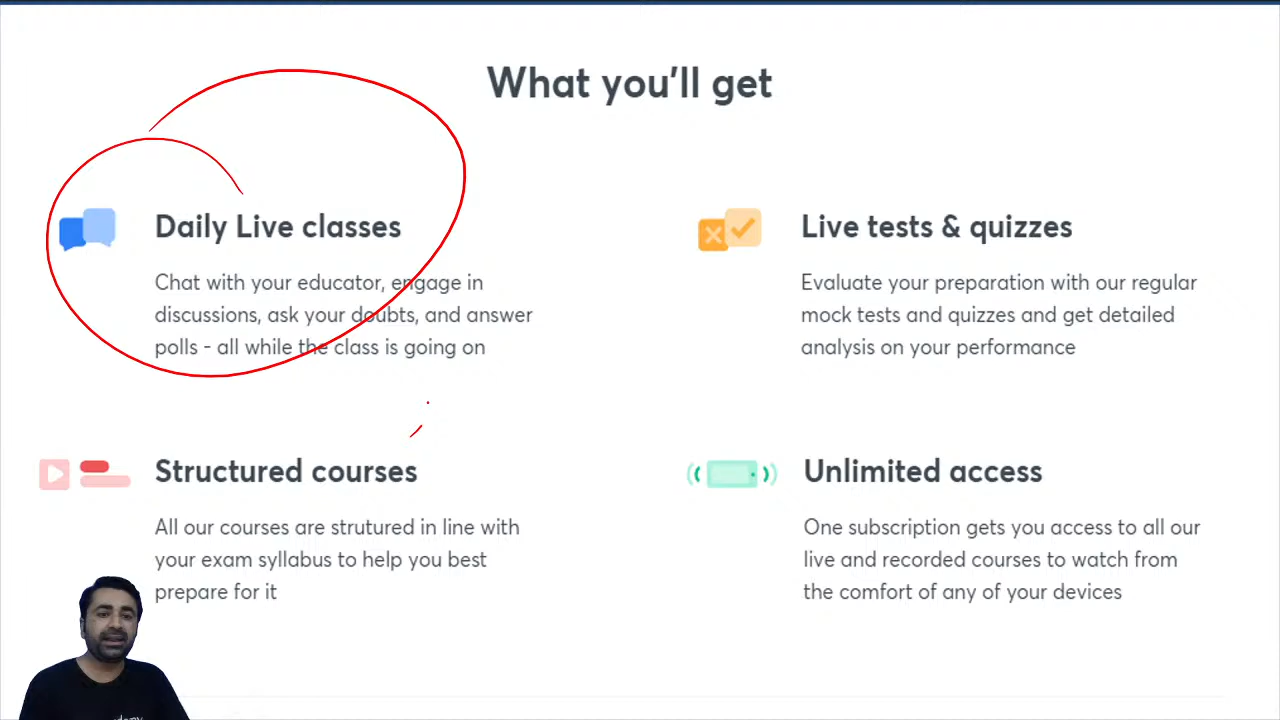 What you'll get
Daily Live classes
Chat with your educator, engage in
discussions, ask your doubts, and answer
polls - all while the class is going on
Live tests & quizzes
Evaluate your preparation with our regular
mock tests and quizzes and get detailed
analysis on your performance
Structured courses
All our courses are strutured in line with
your exam syllabus to help you best
prepare for it
Unlimited access
One subscription gets you access to all our
live and recorded courses to watch from
the comfort of any of your devices